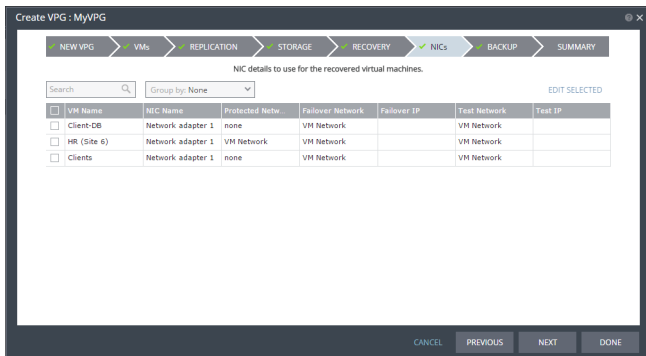 Create VPG : MyVPG
NEW VPG VMs REPLICATION STORAGE RECOVERY NICs BACKUP SUMMARY
NIC details to use for the recovered virtual machines.
Search Group by: None EDIT SELECTED
VM Name NIC Name Protected Netw... Failover Network Failover IP Test Network Test IP
Client-DB Network adapter 1 none VM Network VM Network
HR (Site 6) Network adapter 1 VM Network VM Network VM Network
Clients Network adapter 1 none VM Network VM Network
CANCEL PREVIOUS NEXT DONE